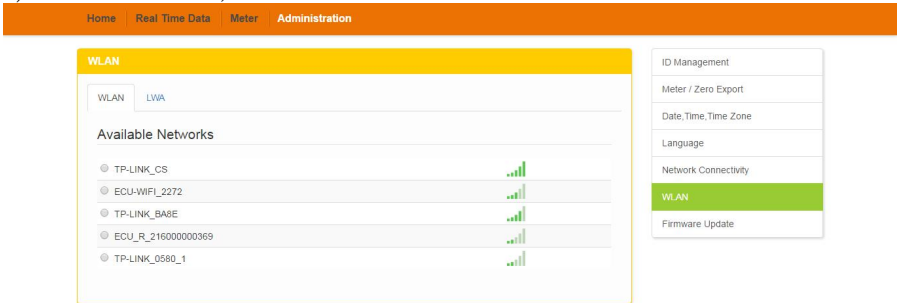 Home Real Time Data Meter Administration
WLAN
WLAN LWA
Available Networks
TP-LINK_CS
ECU-WIFI_2272
TP-LINK_BA8E
ECU_R_216000000369
TP-LINK_0580_1
ID Management
Meter / Zero Export
Date,Time,Time Zone
Language
Network Connectivity
WLAN
Firmware Update